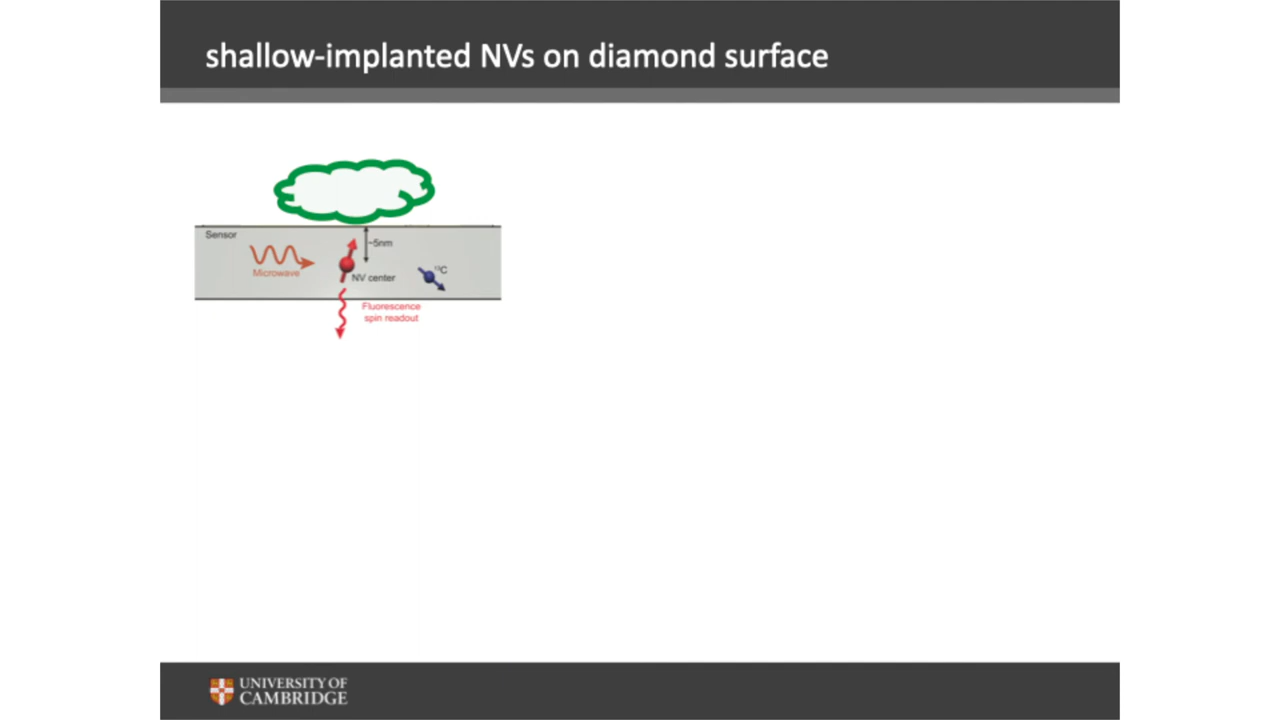 shallow-implanted NVs on diamond surface
Sensor
~5nm
Microwave
NV center
13C
Fluorescence
spin readout
UNIVERSITY OF
CAMBRIDGE